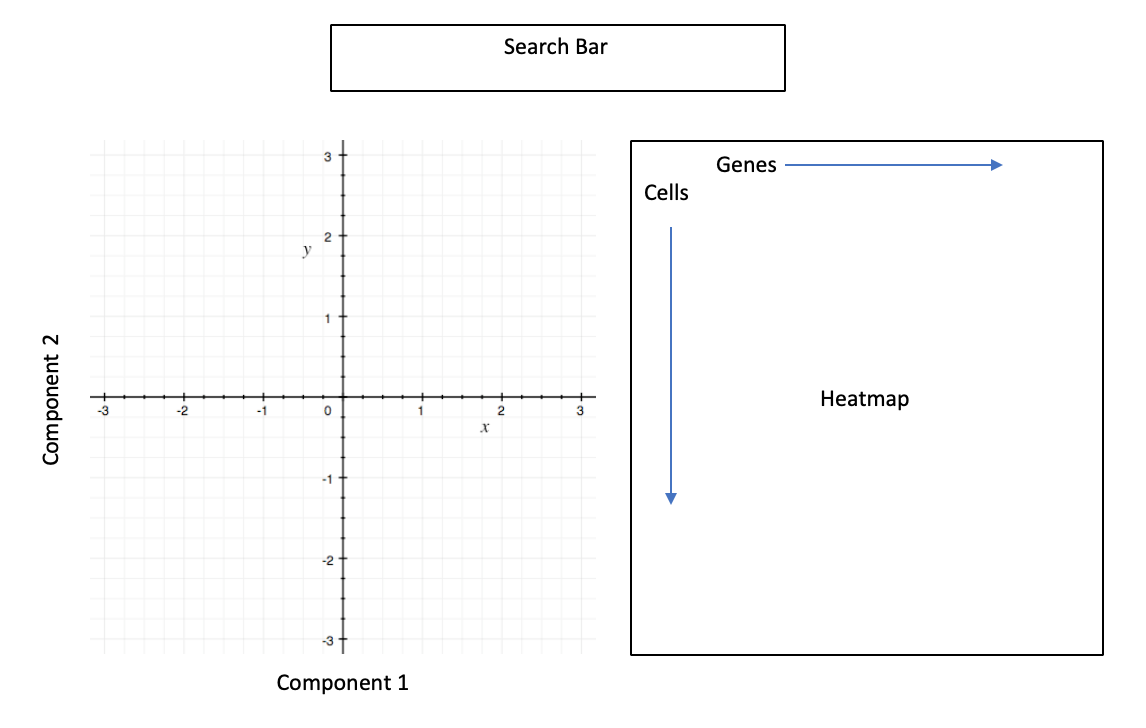 Search Bar
3
2
y
1
-3 -2 -1 0 1 2 3
x
-1
-2
-3
Component 2
Component 1
Genes
Cells
Heatmap